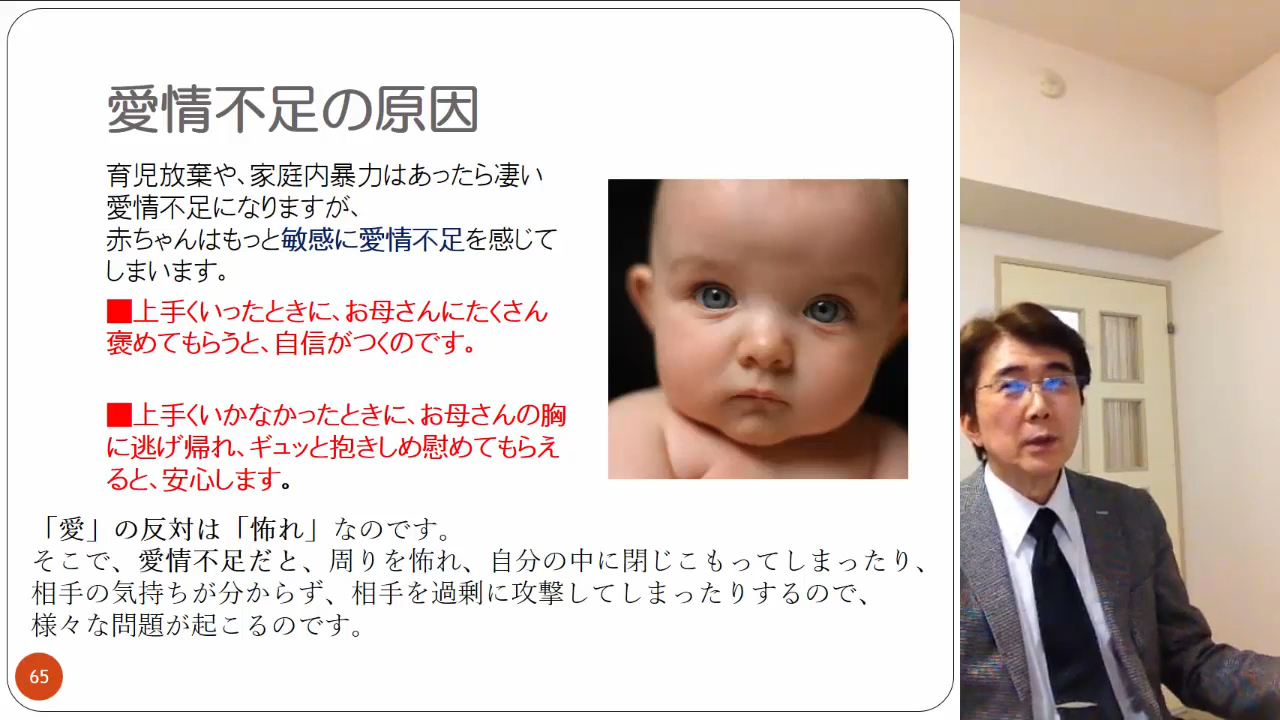 愛情不足の原因
育児放棄や、家庭内暴力はあったら凄い
愛情不足になりますが、
赤ちゃんはもっと敏感に愛情不足を感じて
しまいます。
■上手くいったときに、お母さんにたくさん
褒めてもらうと、自信がつくのです。
■上手くいかなかったときに、お母さんの胸
に逃げ帰れ、ギュッと抱きしめ慰めてもらえ
ると、安心します。
「愛」の反対は「怖れ」なのです。
そこで、愛情不足だと、周りを怖れ、自分の中に閉じこもってしまったり、
相手の気持ちが分からず、相手を過剰に攻撃してしまったりするので、
様々な問題が起こるのです。
65